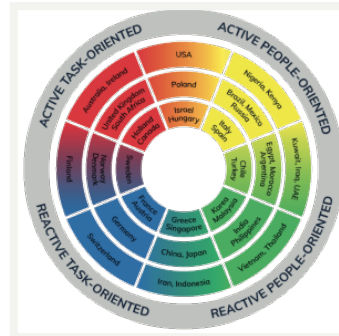 ACTIVE TASK-ORIENTED
ACTIVE PEOPLE-ORIENTED
REACTIVE PEOPLE-ORIENTED
REACTIVE TASK-ORIENTED
USA
Poland
Israel
Hungary
Nigeria, Kenya
Brazil, Mexico
Russia
Italy
Spain
Kuwait, Iraq, UAE
Egypt, Morocco
Argentina
Chile
Turkey
Vietnam, Thailand
India
Philippines
Korea
Malaysia
Iran, Indonesia
China, Japan
Greece
Singapore
Switzerland
Germany
France
Austria
Finland
Norway
Denmark
Sweden
Australia, Ireland
United Kingdom
South Africa
Holland
Canada